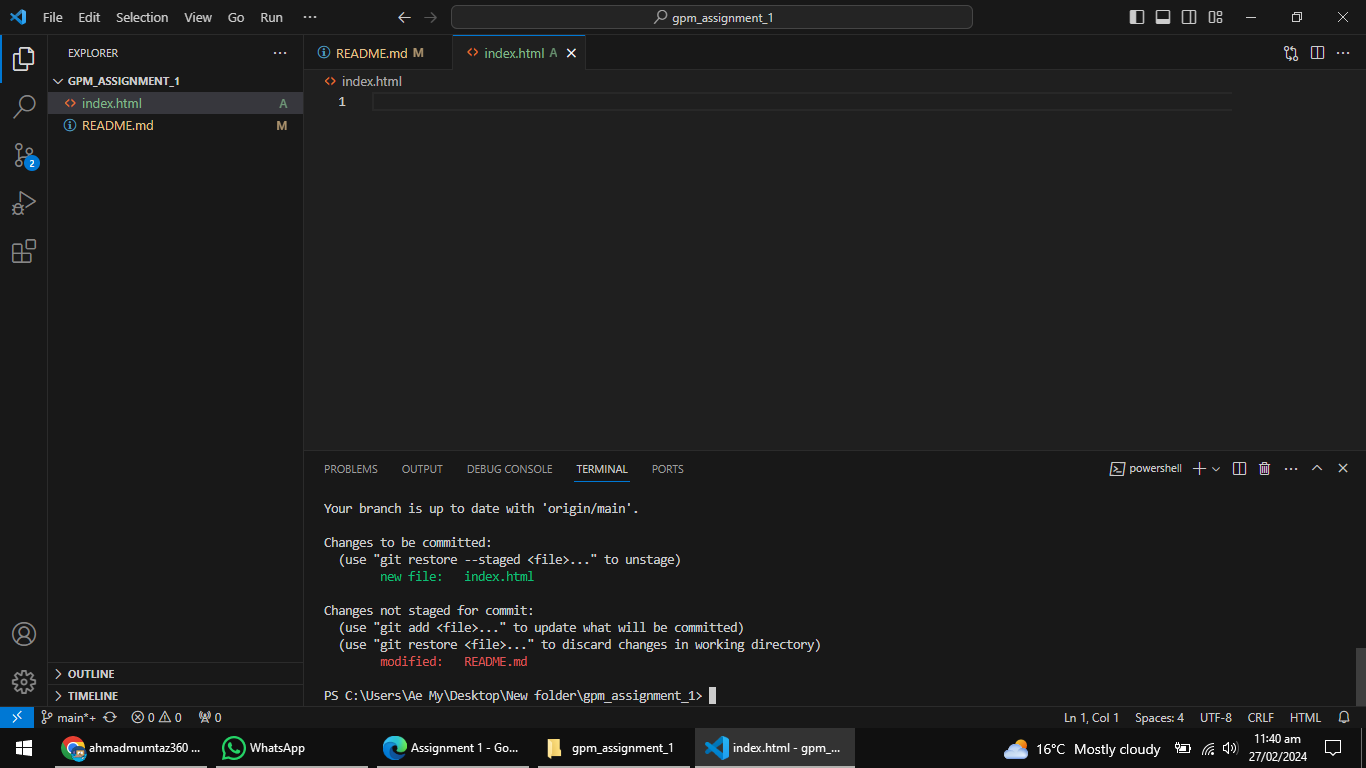 File Edit Selection View Go Run ···
gpm_assignment_1
EXPLORER ···
GPM_ASSIGNMENT_1
index.html A
README.md M
2
OUTLINE
TIMELINE
README.md M
index.html A
index.html
1
PROBLEMS OUTPUT DEBUG CONSOLE TERMINAL PORTS
powershell
Your branch is up to date with 'origin/main'.
Changes to be committed:
(use "git restore --staged <file>..." to unstage)
new file: index.html
Changes not staged for commit:
(use "git add <file>..." to update what will be committed)
(use "git restore <file>..." to discard changes in working directory)
modified: README.md
PS C:\Users\Ae My\Desktop\New folder\gpm_assignment_1>
main*+ 0 0 0 Ln 1, Col 1 Spaces: 4 UTF-8 CRLF HTML
ahmadmumtaz360 ... WhatsApp Assignment 1 - Go... gpm_assignment_1 index.html - gpm_... 16°C Mostly cloudy
11:40 am
27/02/2024